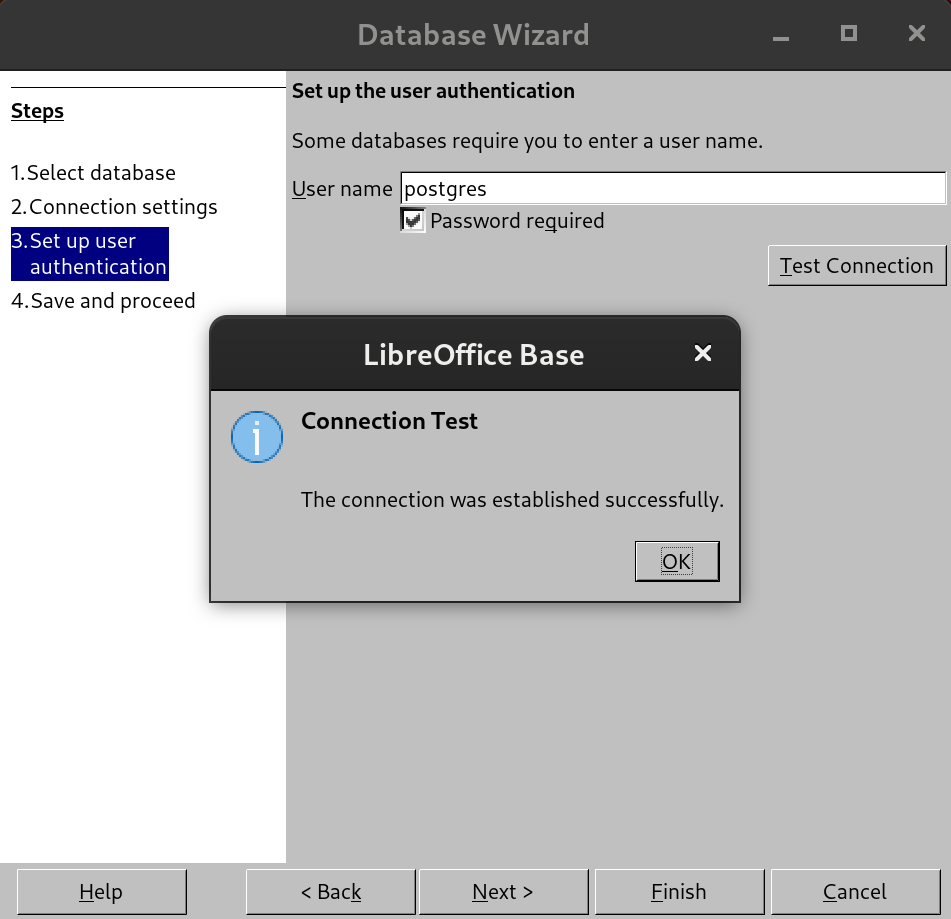 Database Wizard
Steps
1.Select database
2.Connection settings
3.Set up user
authentication
4.Save and proceed
Set up the user authentication
Some databases require you to enter a user name.
User name postgres
Password required
Test Connection
LibreOffice Base
Connection Test
The connection was established successfully.
OK
Help
< Back
Next >
Finish
Cancel